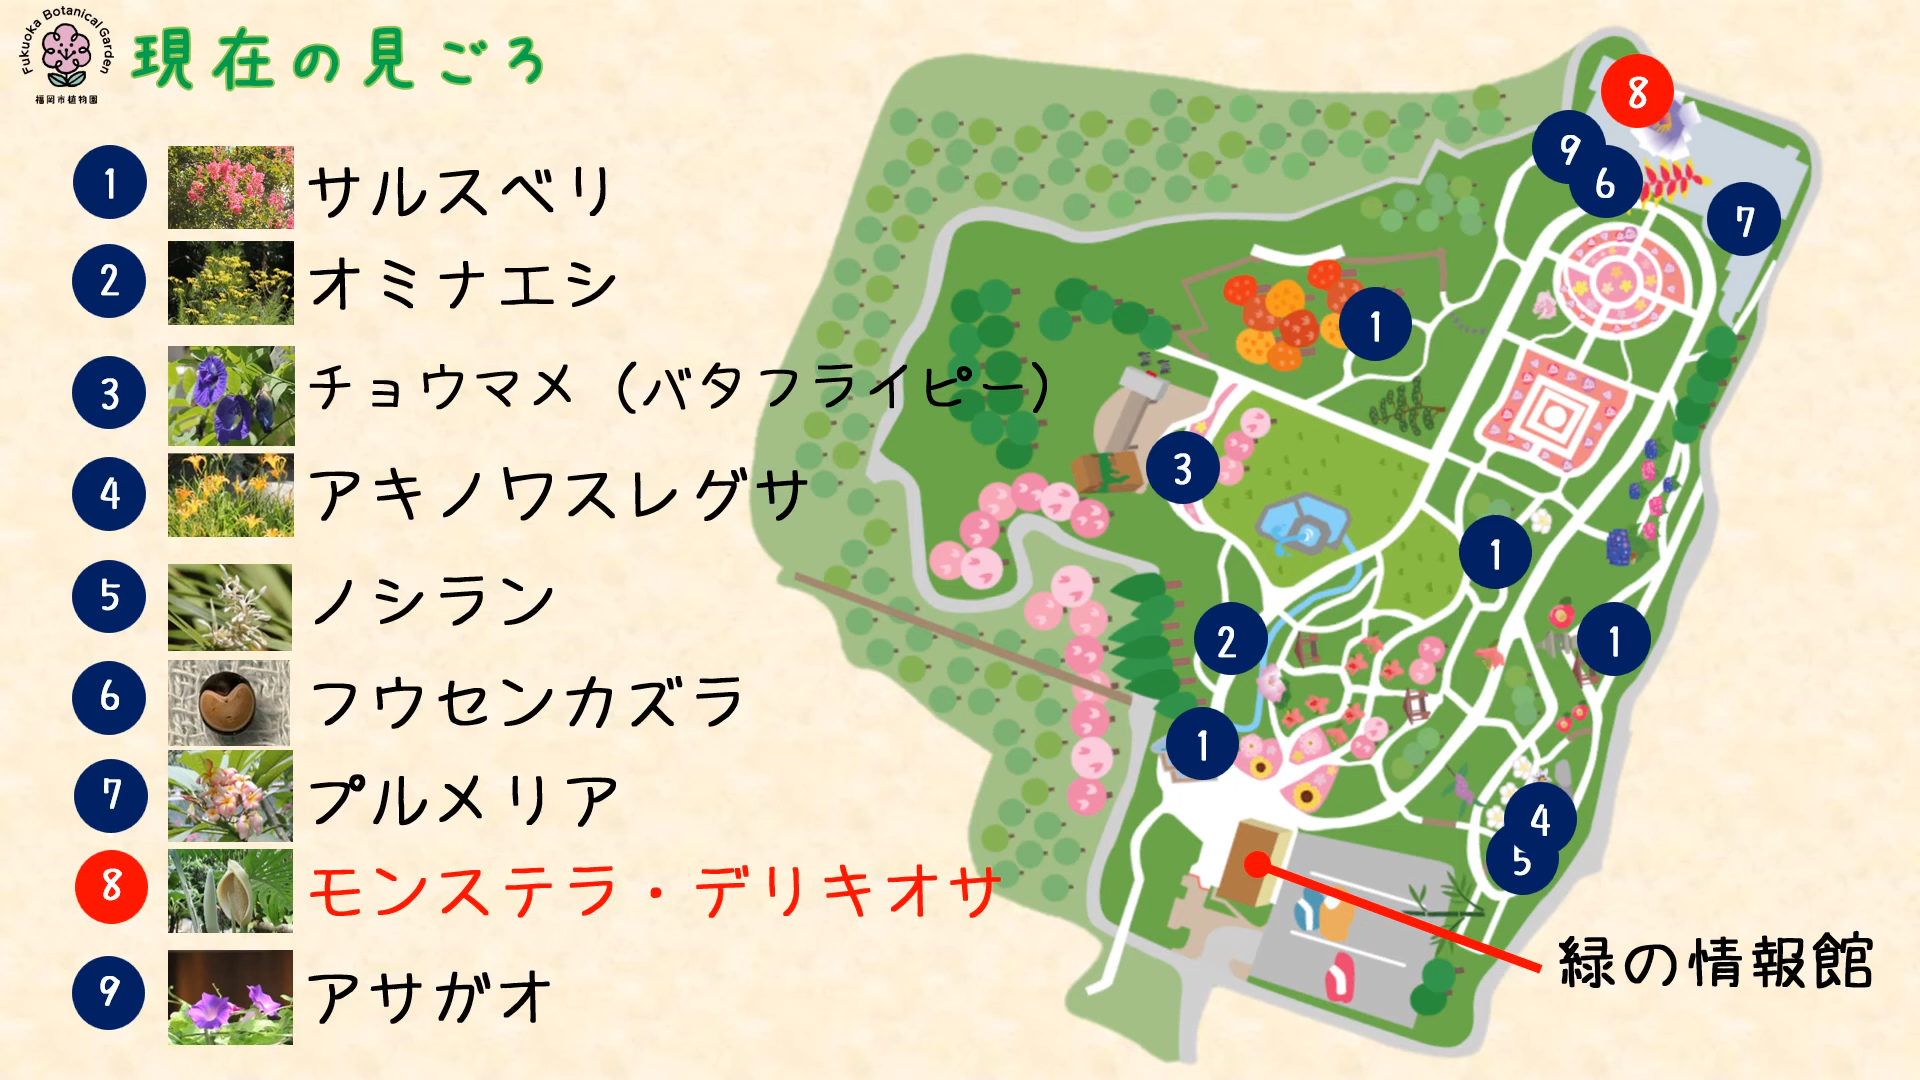 Fukuoka Botanical Garden
福岡市植物園
現在の見ごろ
1 サルスベリ
2 オミナエシ
3 チョウマメ（バタフライピー）
4 アキノワスレグサ
5 ノシラン
6 フウセンカズラ
7 プルメリア
8 モンステラ・デリキオサ
9 アサガオ
8
9
6
7
1
3
1
2
1
1
4
5
緑の情報館